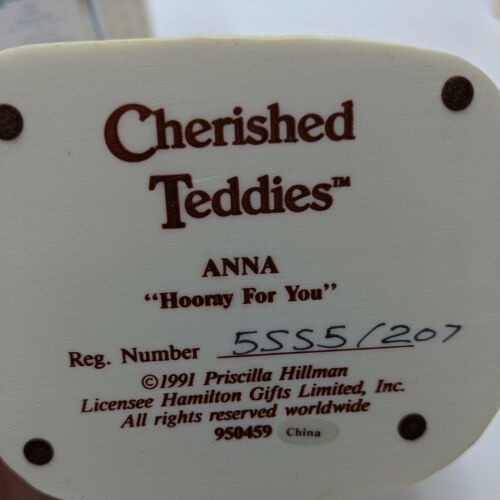 Cherished
Teddies™
ANNA
"Hooray For You"
Reg. Number 5SS5/207
©1991 Priscilla Hillman
Licensee Hamilton Gifts Limited, Inc.
All rights reserved worldwide
950459 China